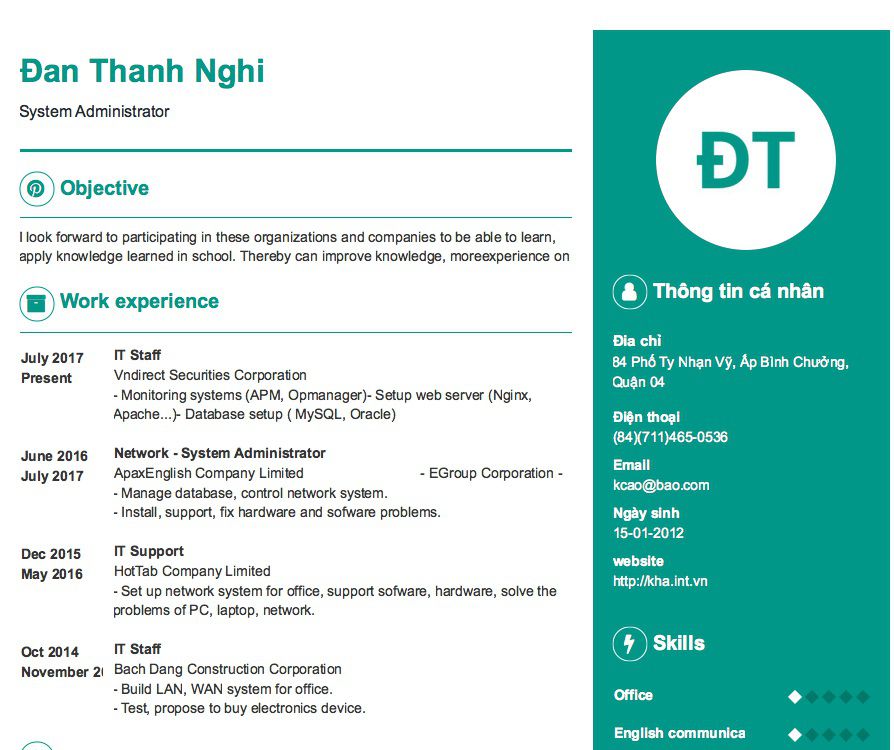 Đan Thanh Nghi
System Administrator
Objective
I look forward to participating in these organizations and companies to be able to learn,
apply knowledge learned in school. Thereby can improve knowledge, moreexperience on
Work experience
July 2017
Present
IT Staff
Vndirect Securities Corporation
- Monitoring systems (APM, Opmanager)- Setup web server (Nginx,
Apache...)- Database setup ( MySQL, Oracle)
June 2016
July 2017
Network - System Administrator
ApaxEnglish Company Limited - EGroup Corporation -
- Manage database, control network system.
- Install, support, fix hardware and sofware problems.
Dec 2015
May 2016
IT Support
HotTab Company Limited
- Set up network system for office, support sofware, hardware, solve the
problems of PC, laptop, network.
Oct 2014
November 20
IT Staff
Bach Dang Construction Corporation
- Build LAN, WAN system for office.
- Test, propose to buy electronics device.
ĐT
Thông tin cá nhân
Đia chỉ
84 Phố Ty Nhạn Vỹ, Ấp Bình Chưởng,
Quận 04
Điện thoại
(84)(711)465-0536
Email
kcao@bao.com
Ngày sinh
15-01-2012
website
http://kha.int.vn
Skills
Office
English communica